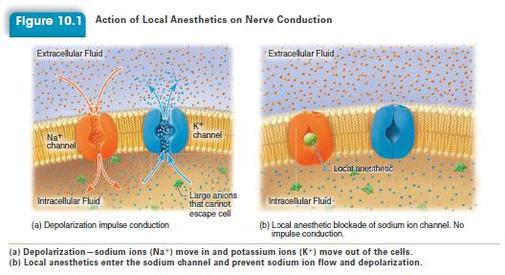 Figure 10.1 Action of Local Anesthetics on Nerve Conduction
Extracellular Fluid
Na+
channel
K+
channel
Large anions
that cannot
escape cell
Intracellular Fluid
(a) Depolarization impulse conduction
Extracellular Fluid
Local anesthetic
Intracellular Fluid
(b) Local anesthetic blockade of sodium ion channel. No
impulse conduction.
(a) Depolarization—sodium ions (Na+) move in and potassium ions (K+) move out of the cells.
(b) Local anesthetics enter the sodium channel and prevent sodium ion flow and depolarization.